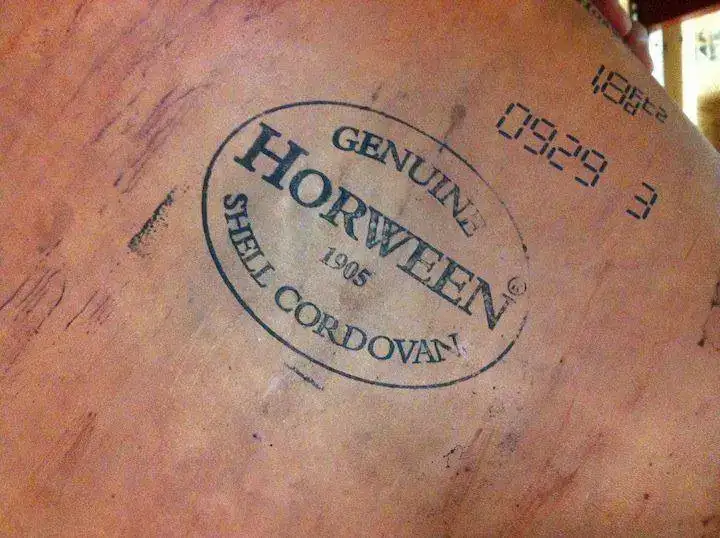 GENUINE
HORWEEN®
1905
SHELL CORDOVAN
0929 3